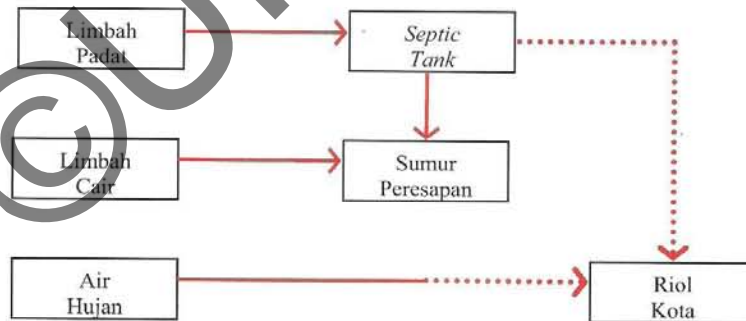 Limbah
Padat
Septic
Tank
Limbah
Cair
Sumur
Peresapan
Air
Hujan
Riol
Kota